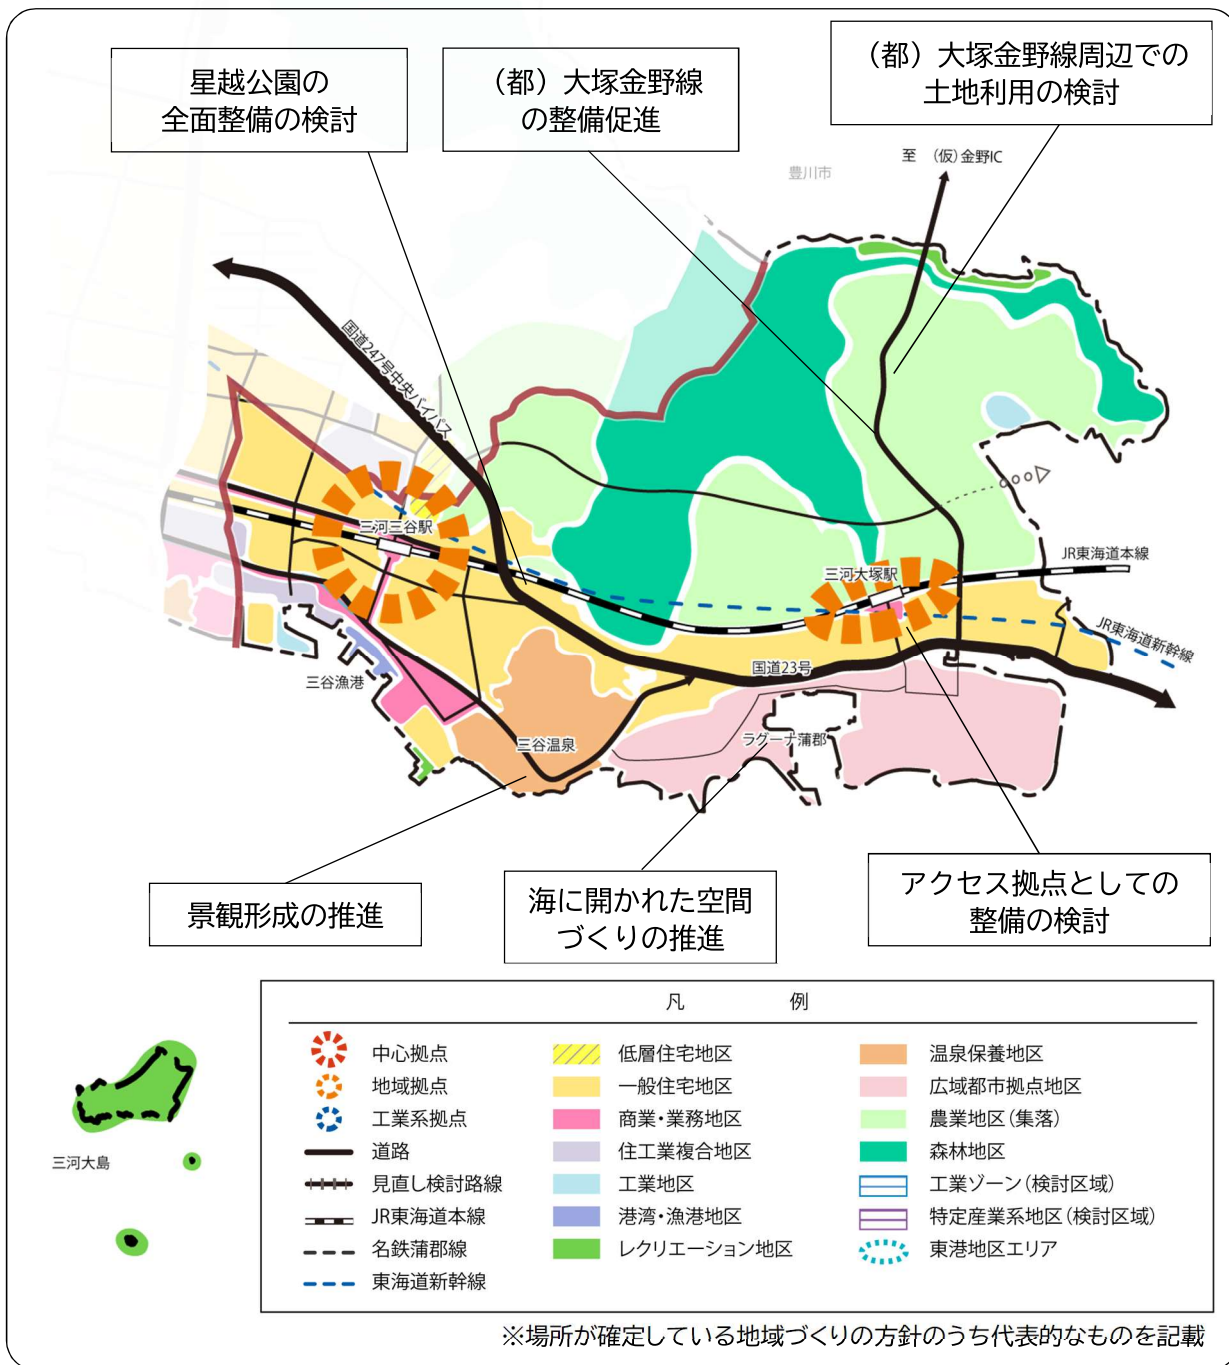 星越公園の
全面整備の検討
（都）大塚金野線
の整備促進
（都）大塚金野線周辺での
土地利用の検討
至　(仮)金野IC
豊川市
国道247号中央バイパス
三河三谷駅
三河大塚駅
JR東海道本線
JR東海道新幹線
国道23号
三谷漁港
三谷温泉
ラグーナ蒲郡
景観形成の推進
海に開かれた空間
づくりの推進
アクセス拠点としての
整備の検討
三河大島
凡　例
中心拠点
地域拠点
工業系拠点
道路
見直し検討路線
JR東海道本線
名鉄蒲郡線
東海道新幹線
低層住宅地区
一般住宅地区
商業・業務地区
住工業複合地区
工業地区
港湾・漁港地区
レクリエーション地区
温泉保養地区
広域都市拠点地区
農業地区(集落)
森林地区
工業ゾーン(検討区域)
特定産業系地区(検討区域)
東港地区エリア
※場所が確定している地域づくりの方針のうち代表的なものを記載